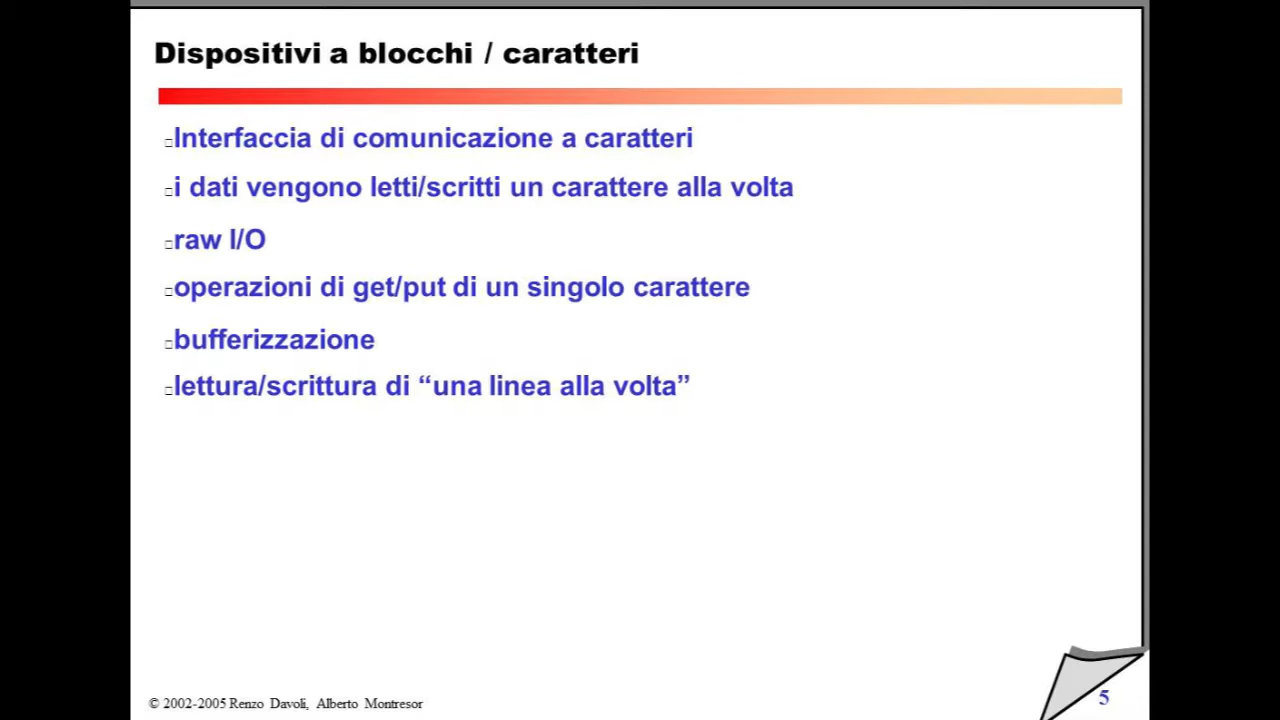 Dispositivi a blocchi / caratteri
Interfaccia di comunicazione a caratteri
i dati vengono letti/scritti un carattere alla volta
raw I/O
operazioni di get/put di un singolo carattere
bufferizzazione
lettura/scrittura di “una linea alla volta”
© 2002-2005 Renzo Davoli, Alberto Montresor
5